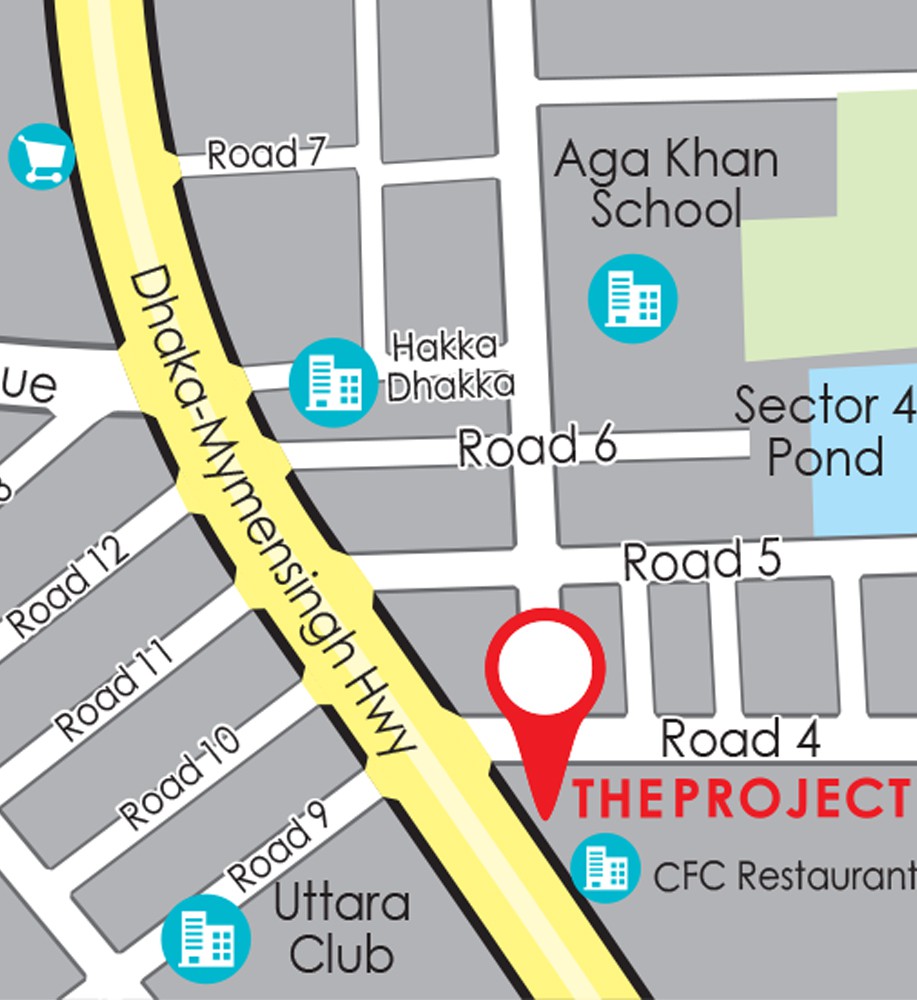 Road 7
Aga Khan
School
Dhaka-Mymensingh Hwy
Hakka
Dhakka
ue
Sector 4
Pond
Road 6
Road 5
Road 12
Road 11
Road 10
Road 9
Road 4
THE PROJECT
CFC Restaurant
Uttara
Club